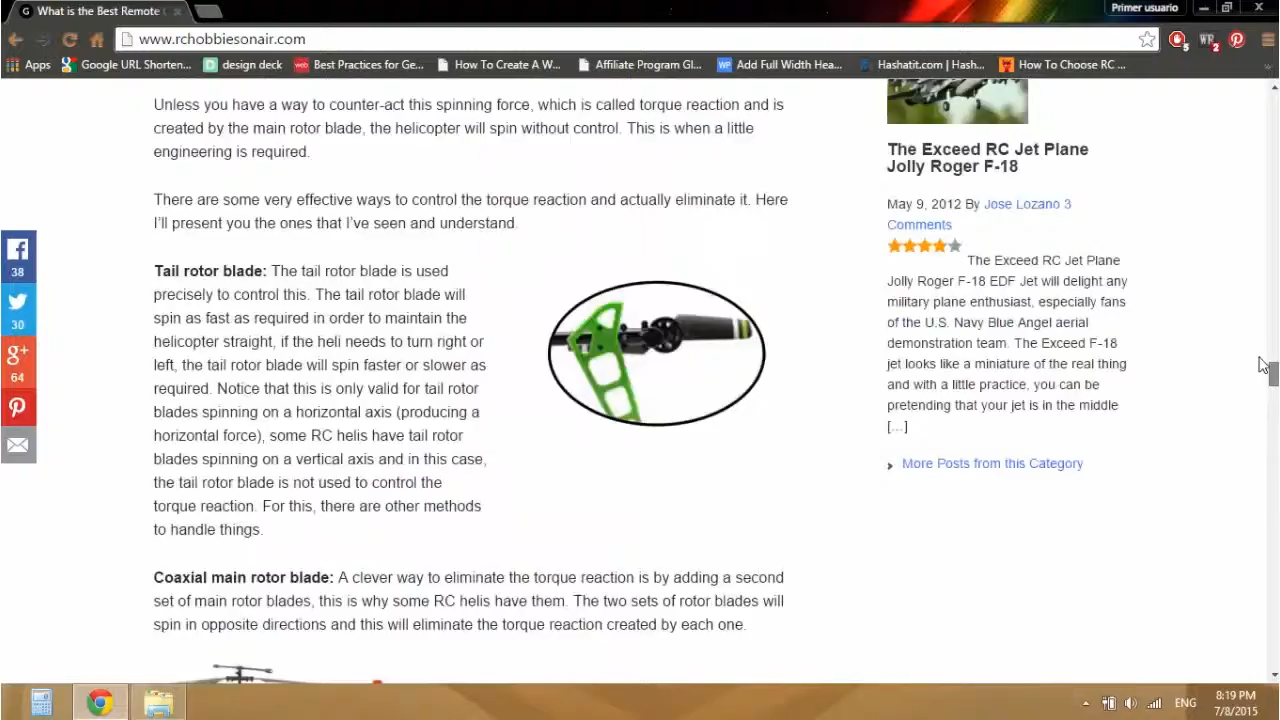 What is the Best Remote
Primer usuario
www.rchobbiesonair.com
5
WR
2
Apps
Google URL Shorten...
design deck
Best Practices for Ge...
How To Create A W...
Affiliate Program Gl...
Add Full Width Hea...
Hashatit.com | Hash...
How To Choose RC ...
Unless you have a way to counter-act this spinning force, which is called torque reaction and is
created by the main rotor blade, the helicopter will spin without control. This is when a little
engineering is required.
There are some very effective ways to control the torque reaction and actually eliminate it. Here
I'll present you the ones that I've seen and understand.
Tail rotor blade: The tail rotor blade is used
precisely to control this. The tail rotor blade will
spin as fast as required in order to maintain the
helicopter straight, if the heli needs to turn right or
left, the tail rotor blade will spin faster or slower as
required. Notice that this is only valid for tail rotor
blades spinning on a horizontal axis (producing a
horizontal force), some RC helis have tail rotor
blades spinning on a vertical axis and in this case,
the tail rotor blade is not used to control the
torque reaction. For this, there are other methods
to handle things.
Coaxial main rotor blade: A clever way to eliminate the torque reaction is by adding a second
set of main rotor blades, this is why some RC helis have them. The two sets of rotor blades will
spin in opposite directions and this will eliminate the torque reaction created by each one.
38
30
g+
64
The Exceed RC Jet Plane
Jolly Roger F-18
May 9, 2012 By Jose Lozano 3
Comments
The Exceed RC Jet Plane
Jolly Roger F-18 EDF Jet will delight any
military plane enthusiast, especially fans
of the U.S. Navy Blue Angel aerial
demonstration team. The Exceed F-18
jet looks like a miniature of the real thing
and with a little practice, you can be
pretending that your jet is in the middle
[...]
More Posts from this Category
ENG
8:19 PM
7/8/2015